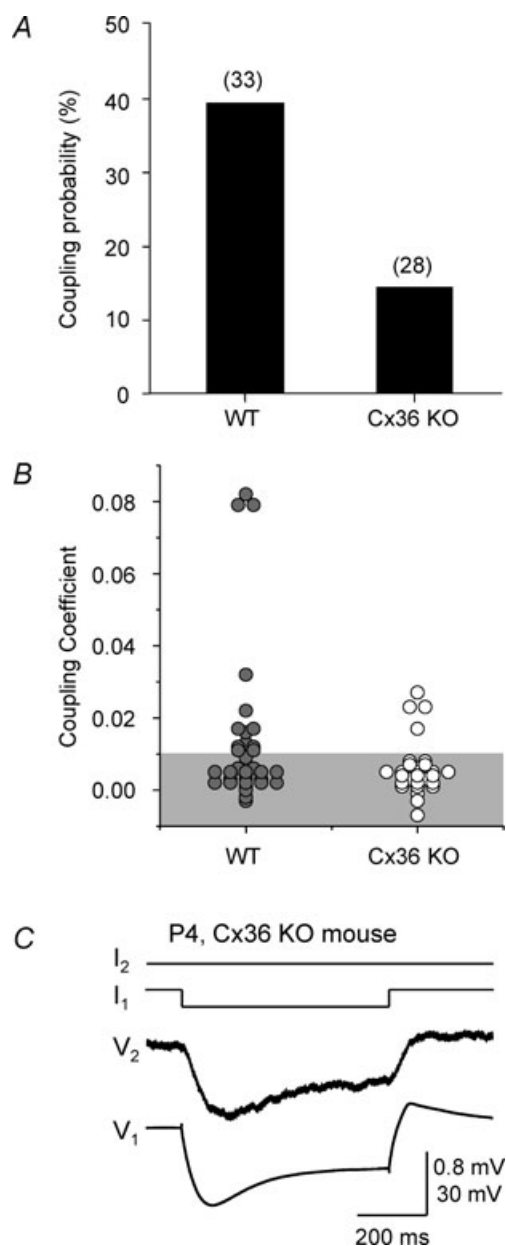 A
Coupling probability (%)
50
40
30
20
10
0
(33)
(28)
WT
Cx36 KO
B
Coupling Coefficient
0.08
0.06
0.04
0.02
0.00
WT
Cx36 KO
C
P4, Cx36 KO mouse
I2
I1
V2
V1
0.8 mV
30 mV
200 ms